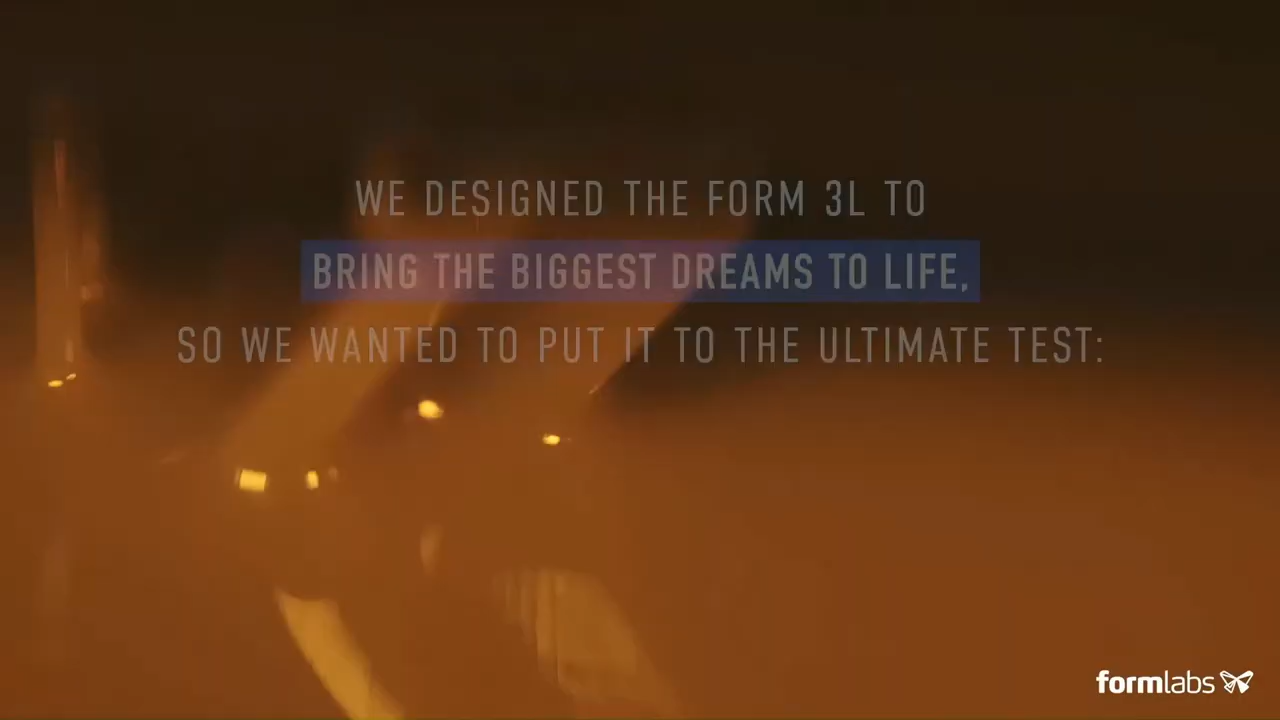 WE DESIGNED THE FORM 3L TO
BRING THE BIGGEST DREAMS TO LIFE,
SO WE WANTED TO PUT IT TO THE ULTIMATE TEST:
formlabs